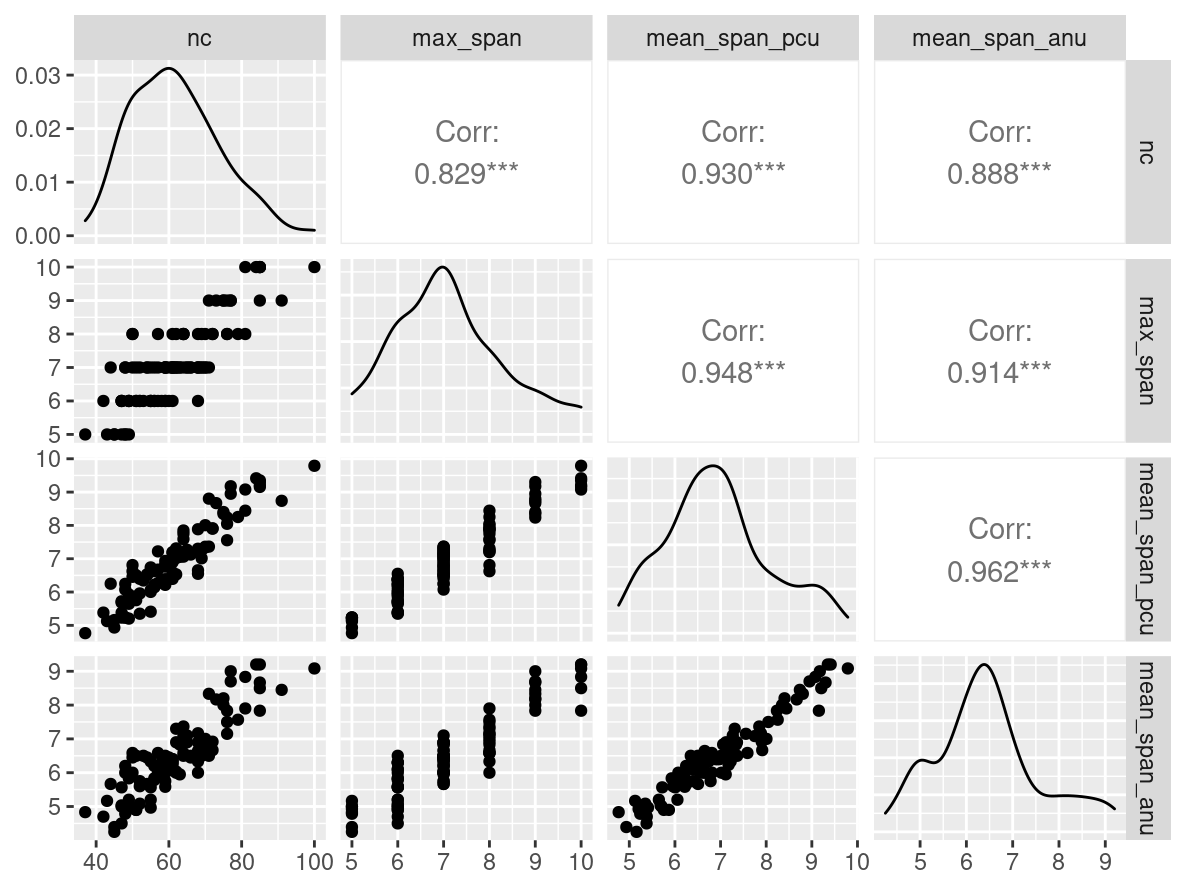 nc max_span mean_span_pcu mean_span_anu
0.03
0.02
0.01
0.00
Corr:
0.829***
Corr:
0.930***
Corr:
0.888***
nc
10
9
8
7
6
5
Corr:
0.948***
Corr:
0.914***
max_span
10
9
8
7
6
5
Corr:
0.962***
mean_span_pcu
9
8
7
6
5
mean_span_anu
40 60 80 100 5 6 7 8 9 10 5 6 7 8 9 10 5 6 7 8 9